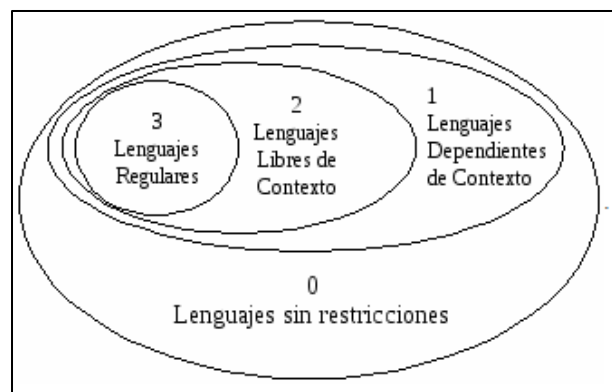 3
Lenguajes
Regulares
2
Lenguajes
Libres de
Contexto
1
Lenguajes
Dependientes
de Contexto
0
Lenguajes sin restricciones